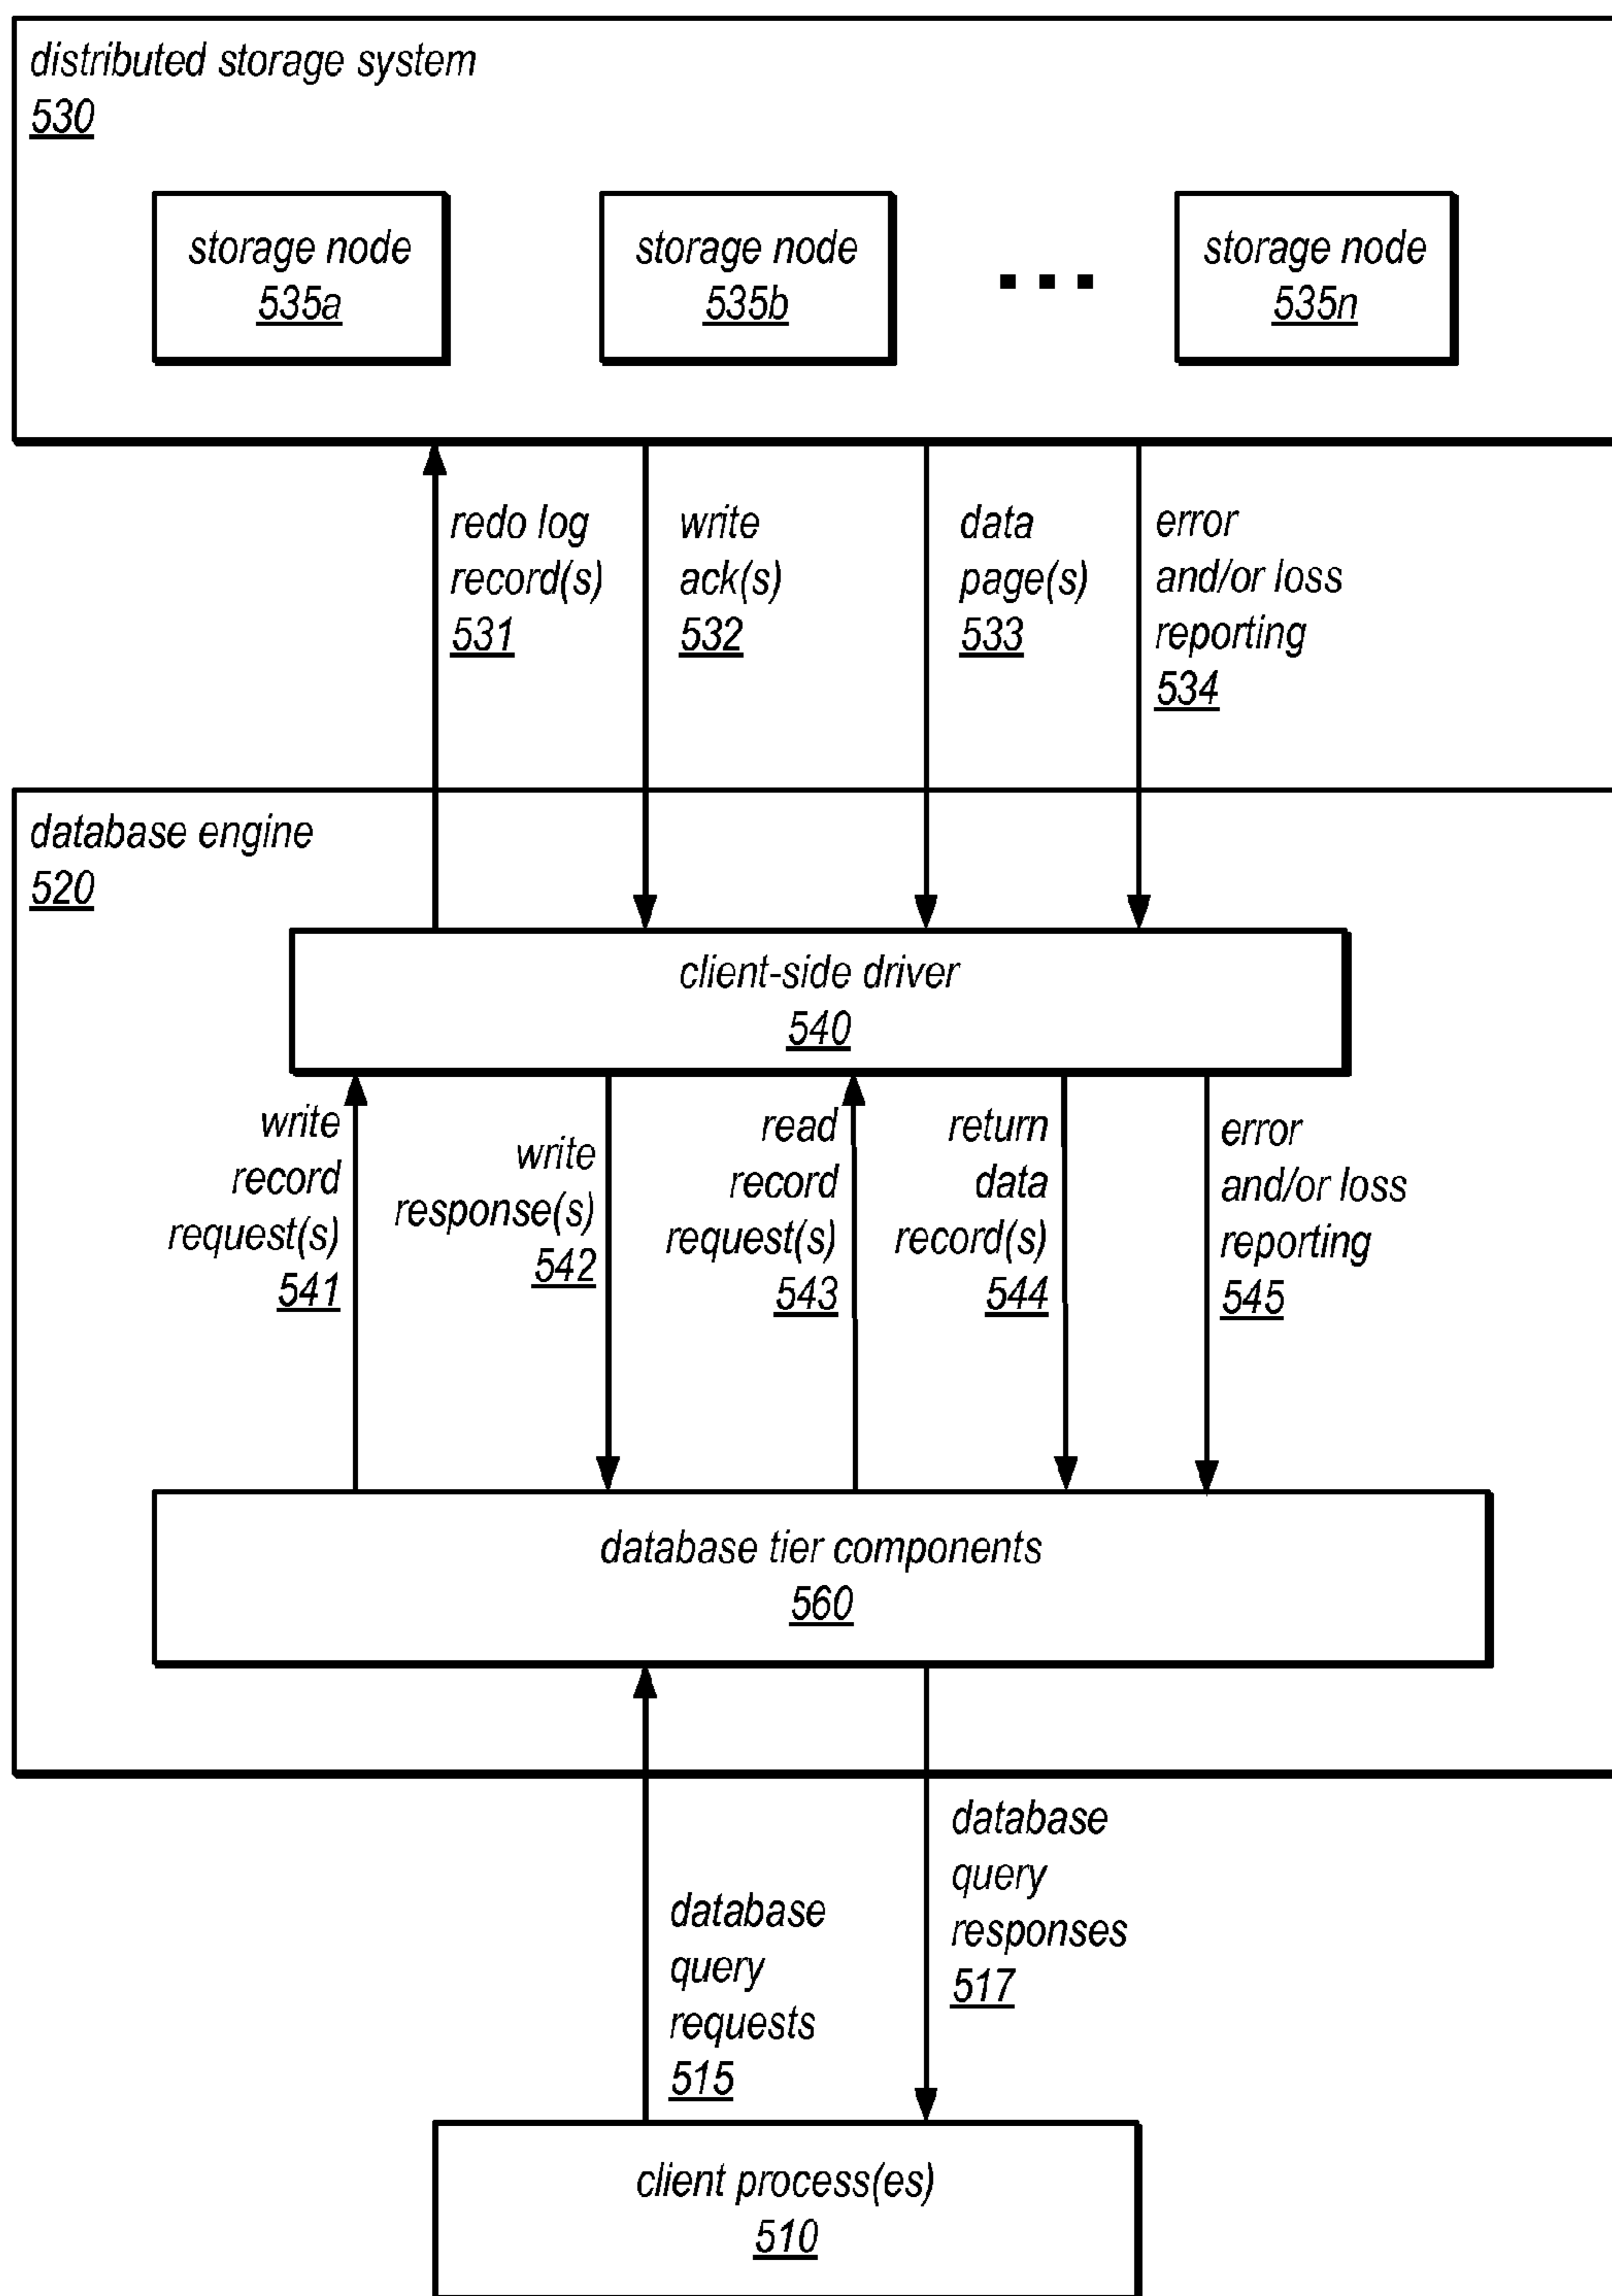 distributed storage system
530
storage node
535a
storage node
535b
storage node
535n
redo log
record(s)
531
write
ack(s)
532
data
page(s)
533
error
and/or loss
reporting
534
database engine
520
client-side driver
540
write
record
request(s)
541
write
response(s)
542
read
record
request(s)
543
return
data
record(s)
544
error
and/or loss
reporting
545
database tier components
560
database
query
requests
515
database
query
responses
517
client process(es)
510